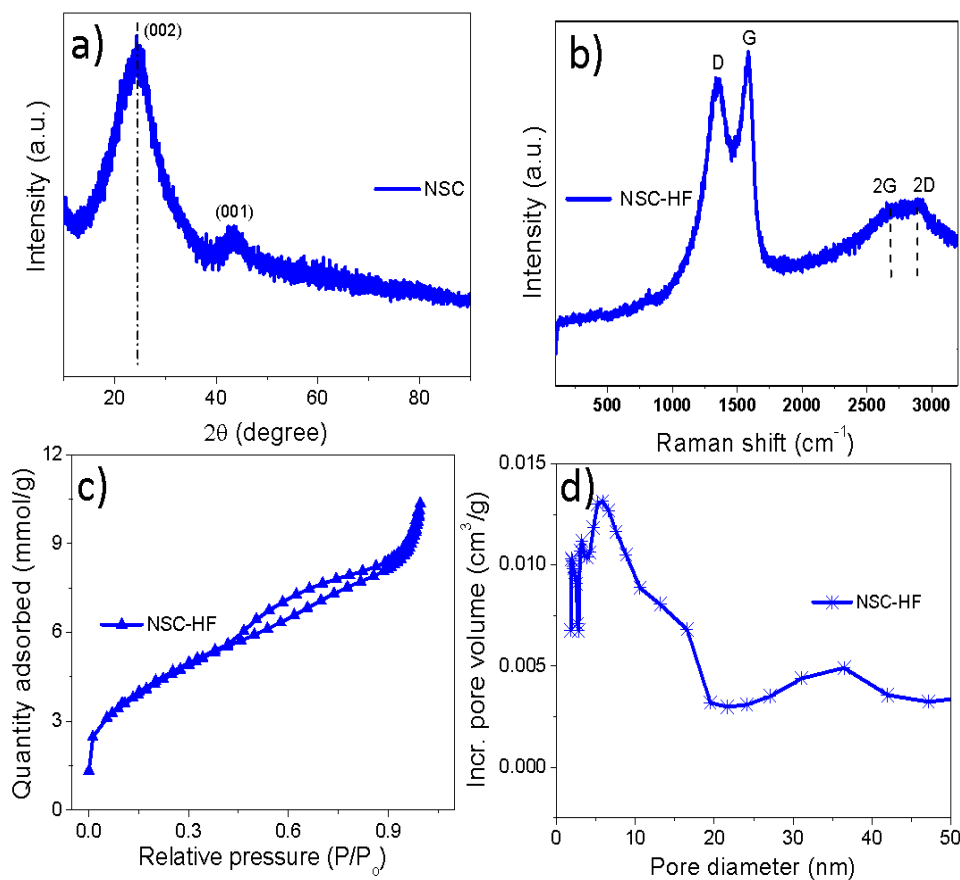 a)
(002)
(001)
NSC
Intensity (a.u.)
20 40 60 80
2θ (degree)
b)
D
G
2G
2D
NSC-HF
Intensity (a.u.)
500 1000 1500 2000 2500 3000
Raman shift (cm⁻¹)
c)
12
9
6
3
0
NSC-HF
Quantity adsorbed (mmol/g)
0.0 0.3 0.6 0.9
Relative pressure (P/P₀)
d)
0.015
0.010
0.005
0.000
NSC-HF
Incr. pore volume (cm³/g)
0 10 20 30 40 50
Pore diameter (nm)